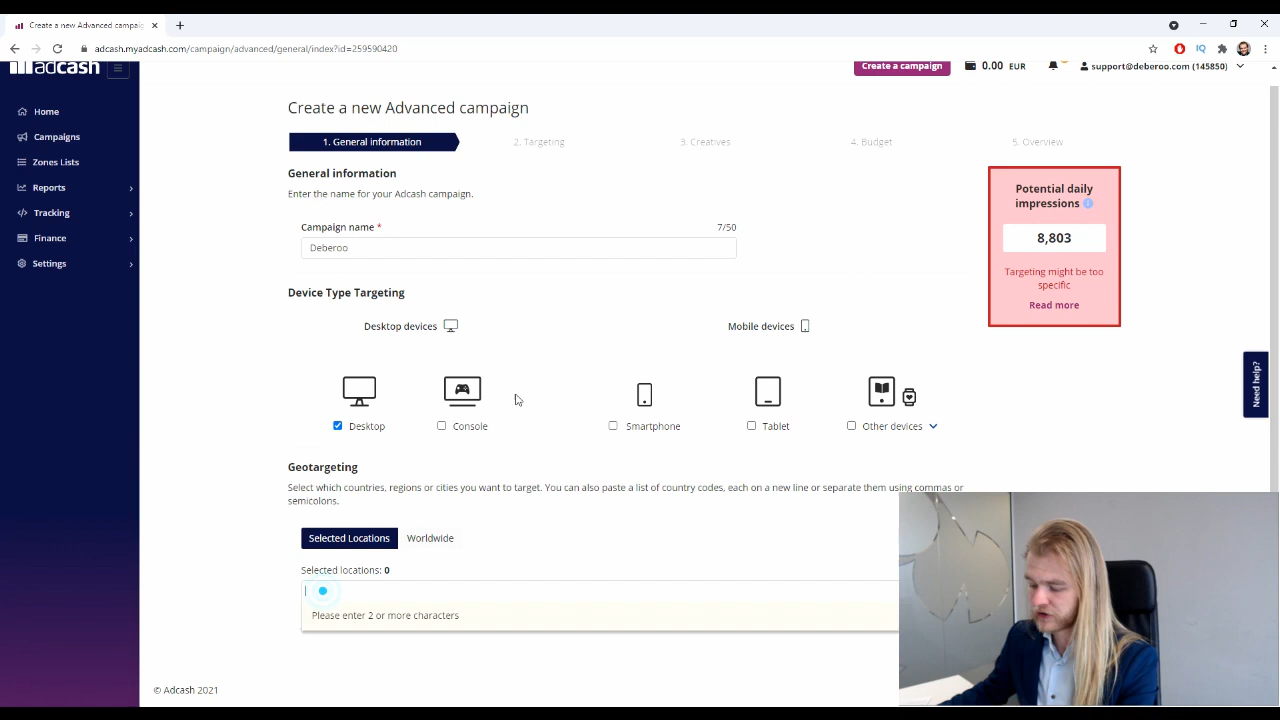 Create a new Advanced campaig
adcash.myadcash.com/campaign/advanced/general/index?id=259590420
IQ
adcash
Create a campaign
0.00 EUR
support@deberoo.com (145850)
Home
Campaigns
Zones Lists
Reports
Tracking
Finance
Settings
Create a new Advanced campaign
1. General information
2. Targeting
3. Creatives
4. Budget
5. Overview
General information
Enter the name for your Adcash campaign.
Campaign name *
7/50
Deberoo
Potential daily
impressions
8,803
Targeting might be too
specific
Read more
Device Type Targeting
Desktop devices
Mobile devices
Desktop
Console
Smartphone
Tablet
Other devices
Need help?
Geotargeting
Select which countries, regions or cities you want to target. You can also paste a list of country codes, each on a new line or separate them using commas or
semicolons.
Selected Locations
Worldwide
Selected locations: 0
Please enter 2 or more characters
© Adcash 2021